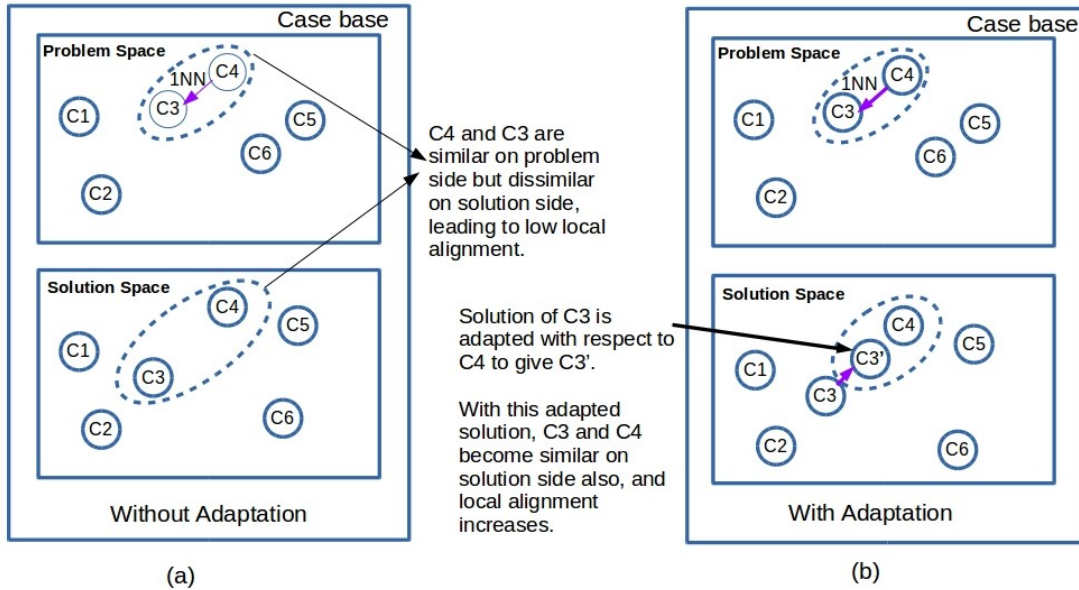 Case base
Problem Space
C4
1NN
C3
C1
C5
C6
C2
Solution Space
C4
C5
C1
C3
C6
C2
Without Adaptation
(a)
C4 and C3 are
similar on problem
side but dissimilar
on solution side,
leading to low local
alignment.
Solution of C3 is
adapted with respect to
C4 to give C3’.
With this adapted
solution, C3 and C4
become similar on
solution side also, and
local alignment
increases.
Case base
Problem Space
C4
1NN
C3
C1
C5
C6
C2
Solution Space
C4
C5
C3’
C1
C3
C2
C6
With Adaptation
(b)